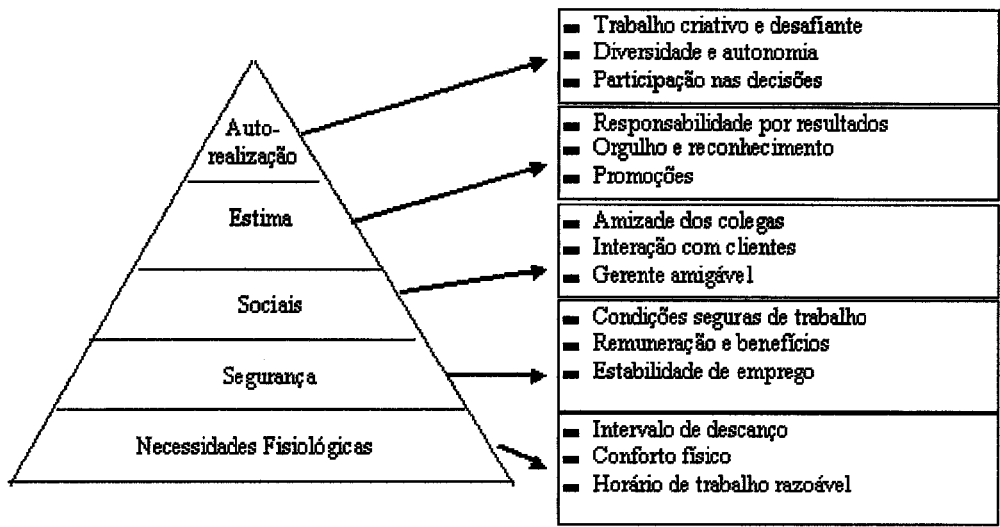 Auto-
realização
Estima
Sociais
Segurança
Necessidades Fisiológicas
Trabalho criativo e desafiante
Diversidade e autonomia
Participação nas decisões
Responsabilidade por resultados
Orgulho e reconhecimento
Promoções
Amizade dos colegas
Interação com clientes
Gerente amigável
Condições seguras de trabalho
Remuneração e benefícios
Estabilidade de emprego
Intervalo de descanço
Conforto físico
Horário de trabalho razoável